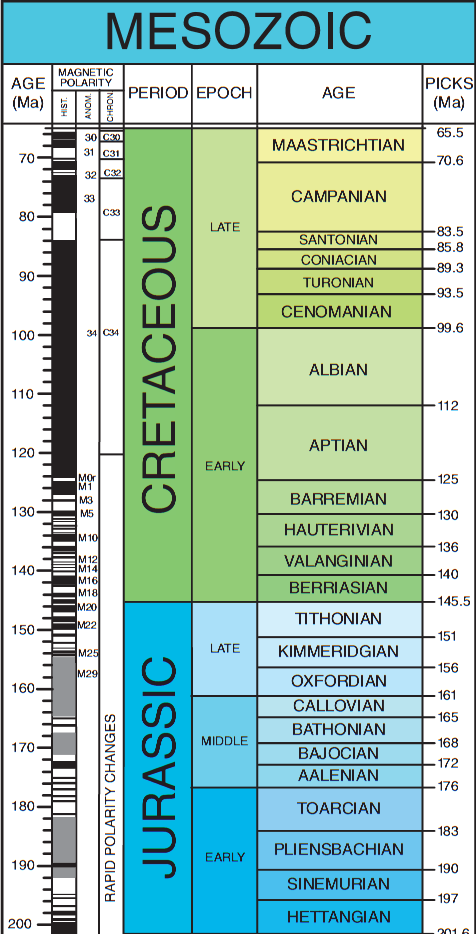 MESOZOIC
AGE (Ma)
MAGNETIC POLARITY
HIST.
ANOM.
CHRON.
PERIOD
EPOCH
AGE
PICKS (Ma)
70
80
90
100
110
120
130
140
150
160
170
180
190
200
30
31
32
33
34
M0r
M1
M3
M5
M10
M12
M14
M16
M18
M20
M22
M25
M29
C30
C31
C32
C33
C34
RAPID POLARITY CHANGES
CRETACEOUS
JURASSIC
LATE
EARLY
LATE
MIDDLE
EARLY
MAASTRICHTIAN
CAMPANIAN
SANTONIAN
CONIACIAN
TURONIAN
CENOMANIAN
ALBIAN
APTIAN
BARREMIAN
HAUTERIVIAN
VALANGINIAN
BERRIASIAN
TITHONIAN
KIMMERIDGIAN
OXFORDIAN
CALLOVIAN
BATHONIAN
BAJOCIAN
AALENIAN
TOARCIAN
PLIENSBACHIAN
SINEMURIAN
HETTANGIAN
65.5
70.6
83.5
85.8
89.3
93.5
99.6
112
125
130
136
140
145.5
151
156
161
165
168
172
176
183
190
197
201.6